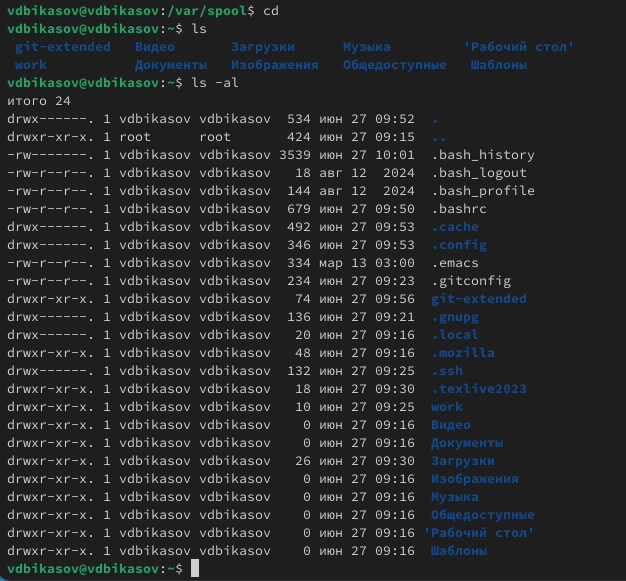 vdbikasov@vdbikasov:/var/spool$ cd
vdbikasov@vdbikasov:~$ ls
git-extended   Видео   Загрузки   Музыка   'Рабочий стол'
work   Документы   Изображения   Общедоступные   Шаблоны
vdbikasov@vdbikasov:~$ ls -al
итого 24
drwx------. 1 vdbikasov vdbikasov  534 июн 27 09:52  .
drwxr-xr-x. 1 root      root       424 июн 27 09:15  ..
-rw-------. 1 vdbikasov vdbikasov 3539 июн 27 10:01  .bash_history
-rw-r--r--. 1 vdbikasov vdbikasov   18 авг 12  2024  .bash_logout
-rw-r--r--. 1 vdbikasov vdbikasov  144 авг 12  2024  .bash_profile
-rw-r--r--. 1 vdbikasov vdbikasov  679 июн 27 09:50  .bashrc
drwx------. 1 vdbikasov vdbikasov  492 июн 27 09:53  .cache
drwx------. 1 vdbikasov vdbikasov  346 июн 27 09:53  .config
-rw-r--r--. 1 vdbikasov vdbikasov  334 мар 13 03:00  .emacs
-rw-r--r--. 1 vdbikasov vdbikasov  234 июн 27 09:23  .gitconfig
drwxr-xr-x. 1 vdbikasov vdbikasov   74 июн 27 09:56  git-extended
drwx------. 1 vdbikasov vdbikasov  136 июн 27 09:21  .gnupg
drwx------. 1 vdbikasov vdbikasov   20 июн 27 09:16  .local
drwxr-xr-x. 1 vdbikasov vdbikasov   48 июн 27 09:16  .mozilla
drwx------. 1 vdbikasov vdbikasov  132 июн 27 09:25  .ssh
drwxr-xr-x. 1 vdbikasov vdbikasov   18 июн 27 09:30  .texlive2023
drwxr-xr-x. 1 vdbikasov vdbikasov   10 июн 27 09:25  work
drwxr-xr-x. 1 vdbikasov vdbikasov    0 июн 27 09:16  Видео
drwxr-xr-x. 1 vdbikasov vdbikasov    0 июн 27 09:16  Документы
drwxr-xr-x. 1 vdbikasov vdbikasov   26 июн 27 09:30  Загрузки
drwxr-xr-x. 1 vdbikasov vdbikasov    0 июн 27 09:16  Изображения
drwxr-xr-x. 1 vdbikasov vdbikasov    0 июн 27 09:16  Музыка
drwxr-xr-x. 1 vdbikasov vdbikasov    0 июн 27 09:16  Общедоступные
drwxr-xr-x. 1 vdbikasov vdbikasov    0 июн 27 09:16 'Рабочий стол'
drwxr-xr-x. 1 vdbikasov vdbikasov    0 июн 27 09:16  Шаблоны
vdbikasov@vdbikasov:~$